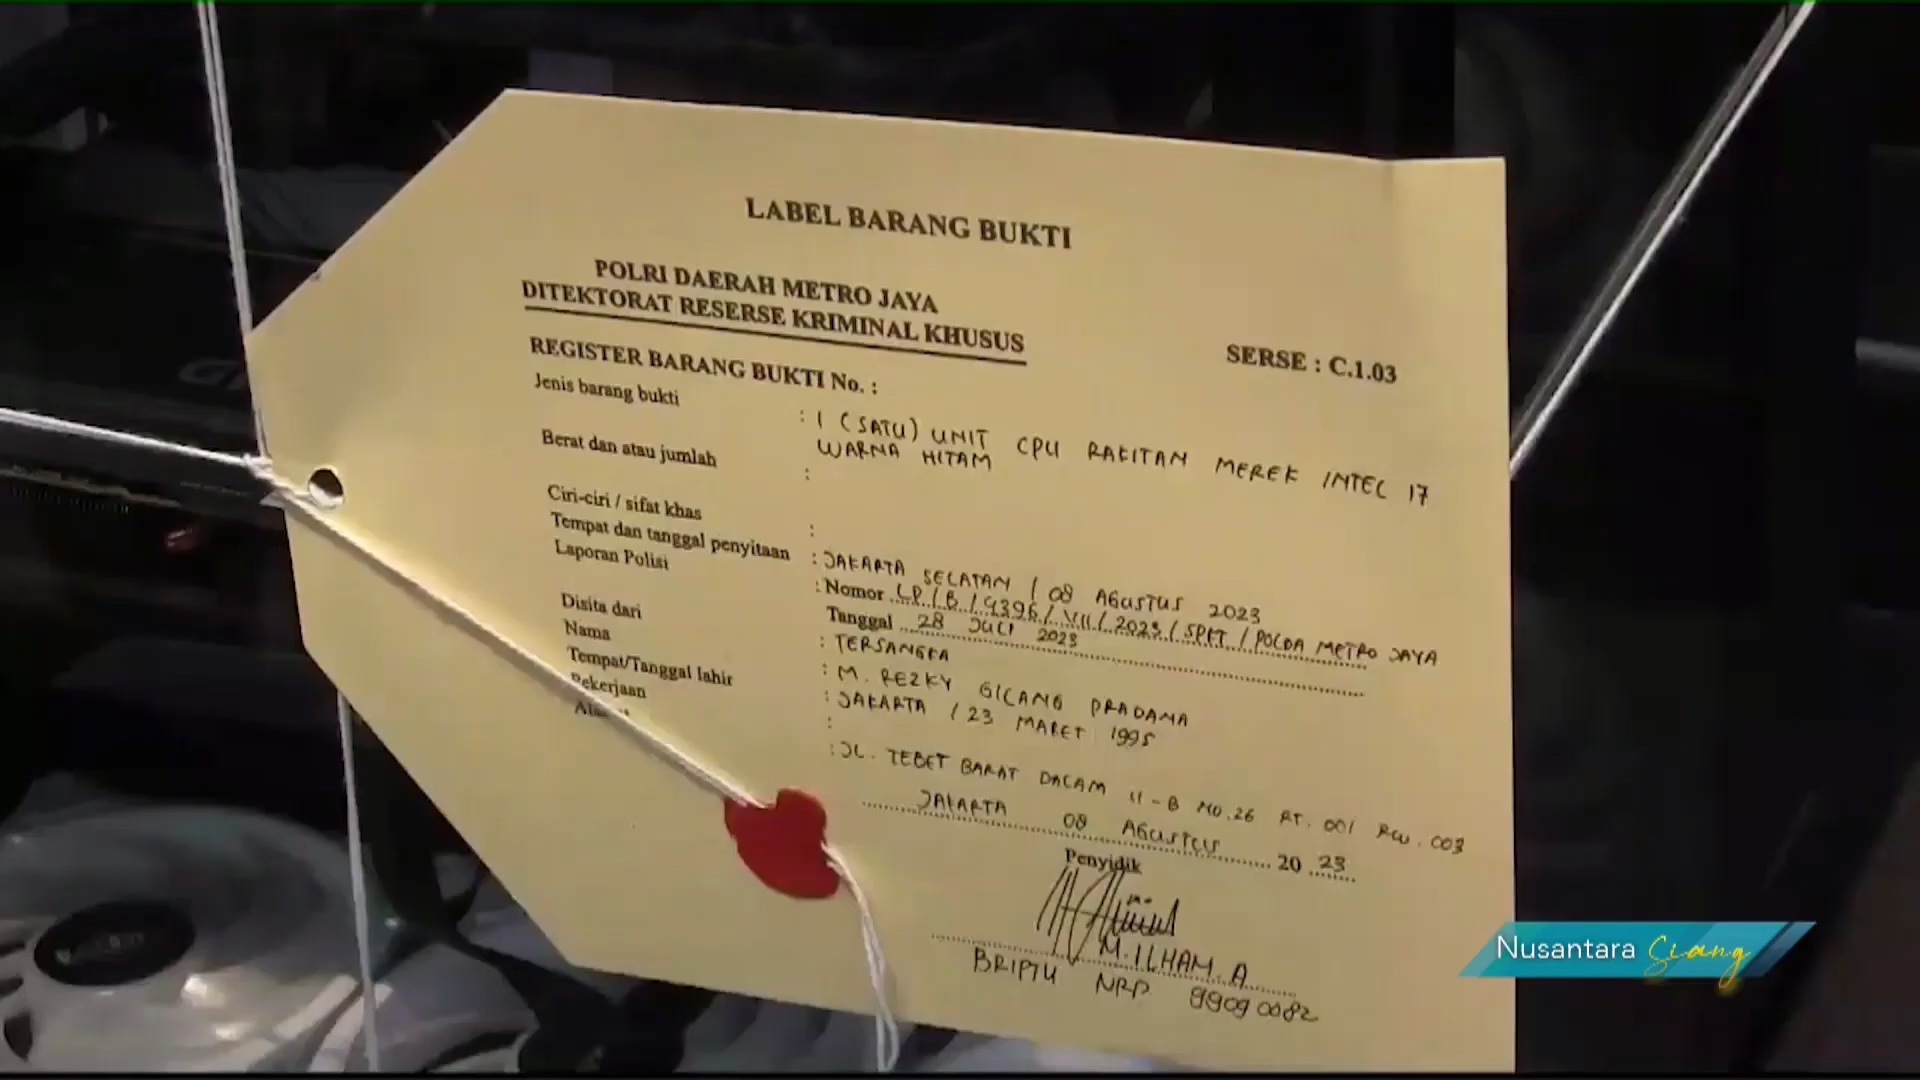 LABEL BARANG BUKTI
POLRI DAERAH METRO JAYA
DITEKTORAT RESERSE KRIMINAL KHUSUS
SERSE : C.1.03
REGISTER BARANG BUKTI No. :
Jenis barang bukti : 1 (SATU) UNIT CPU RAKITAN MEREK INTEL I7
WARNA HITAM
Berat dan atau jumlah :
Ciri-ciri / sifat khas :
Tempat dan tanggal penyitaan : JAKARTA SELATAN / 08 AGUSTUS 2023
Laporan Polisi : Nomor LP / B / 4396 / VII / 2023 / SPKT / POLDA METRO JAYA
Tanggal 28 JULI 2023
Disita dari : TERSANGKA
Nama : M. REZKY GILANG PRADANA
Tempat/Tanggal lahir : JAKARTA / 23 MARET 1995
Pekerjaan :
: JL. TEBET BARAT DALAM II-B NO.26 RT. 001 RW. 003
JAKARTA 08 AGUSTUS 20 23
Penyidik
M. ILHAM. A
BRIPTU NRP 99090082
Nusantara Siang